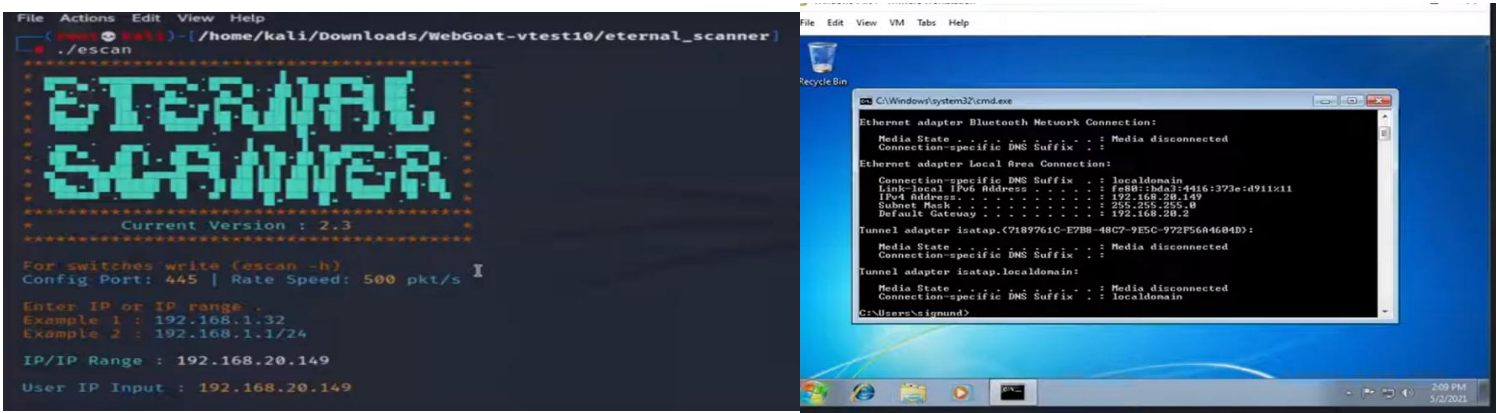 File Actions Edit View Help
kali)-[/home/kali/Downloads/WebGoat-vtest10/eternal_scanner]
./escan
ETERNAL
SCANNER
Current Version : 2.3
For switches write (escan -h)
Config Port: 445 | Rate Speed: 500 pkt/s
Enter IP or IP range .
Example 1 : 192.168.1.32
Example 2 : 192.168.1.1/24
IP/IP Range : 192.168.20.149
User IP Input : 192.168.20.149
File Edit View VM Tabs Help
Recycle Bin
C:\Windows\system32\cmd.exe
Ethernet adapter Bluetooth Network Connection:
Media State . . . . . . . . . . . : Media disconnected
Connection-specific DNS Suffix . :
Ethernet adapter Local Area Connection:
Connection-specific DNS Suffix . : localdomain
Link-local IPv6 Address . . . . . : fe80::bda3:4416:373e:d911%11
IPv4 Address. . . . . . . . . . . : 192.168.20.149
Subnet Mask . . . . . . . . . . . : 255.255.255.0
Default Gateway . . . . . . . . . : 192.168.20.2
Tunnel adapter isatap.{7189761C-E7B8-48C7-9E5C-972F56A4604D}:
Media State . . . . . . . . . . . : Media disconnected
Connection-specific DNS Suffix . :
Tunnel adapter isatap.localdomain:
Media State . . . . . . . . . . . : Media disconnected
Connection-specific DNS Suffix . : localdomain
C:\Users\sigmund>
2:09 PM
5/2/2021